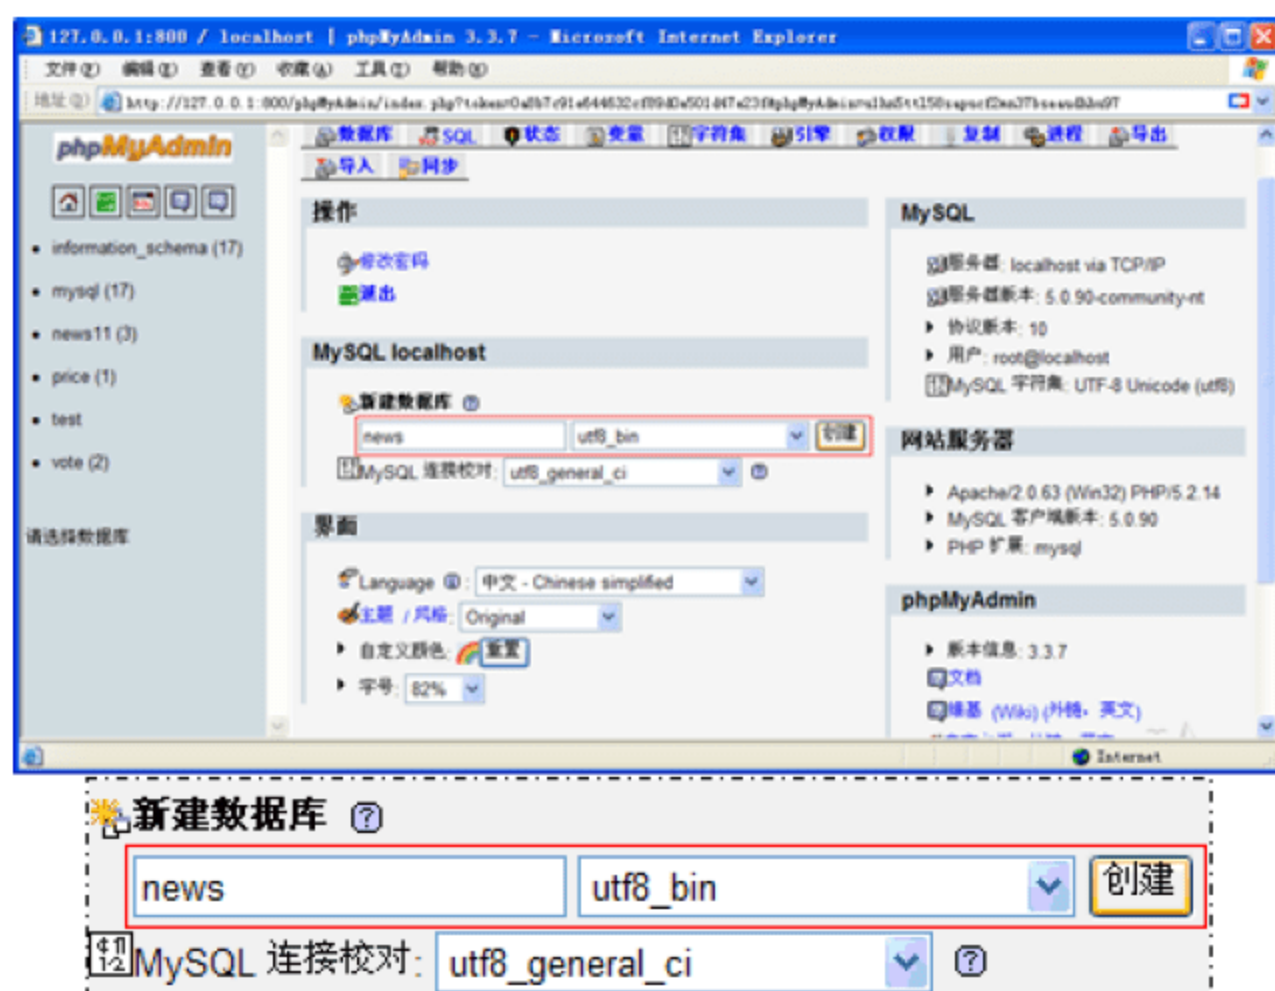 127.0.0.1:800 / localhost | phpMyAdmin 3.3.7 - Microsoft Internet Explorer
文件(F) 编辑(E) 查看(V) 收藏(A) 工具(T) 帮助(H)
地址(D)
phpMyAdmin
数据库 SQL 状态 变量 字符集 引擎 权限 复制 进程 导出
导入 同步
information_schema (17)
mysql (17)
news11 (3)
price (1)
test
vote (2)
请选择数据库
操作
修改密码
退出
MySQL localhost
新建数据库
news utf8_bin 创建
MySQL 连接校对: utf8_general_ci
界面
Language : 中文 - Chinese simplified
主题 / 风格: Original
自定义颜色: 重置
字号: 82%
MySQL
服务器: localhost via TCP/IP
服务器版本: 5.0.90-community-nt
协议版本: 10
用户: root@localhost
MySQL 字符集: UTF-8 Unicode (utf8)
网站服务器
Apache/2.0.63 (Win32) PHP/5.2.14
MySQL 客户端版本: 5.0.90
PHP 扩展: mysql
phpMyAdmin
版本信息: 3.3.7
文档
维基 (Wiki) (外链，英文)
Internet
新建数据库
news utf8_bin 创建
MySQL 连接校对: utf8_general_ci